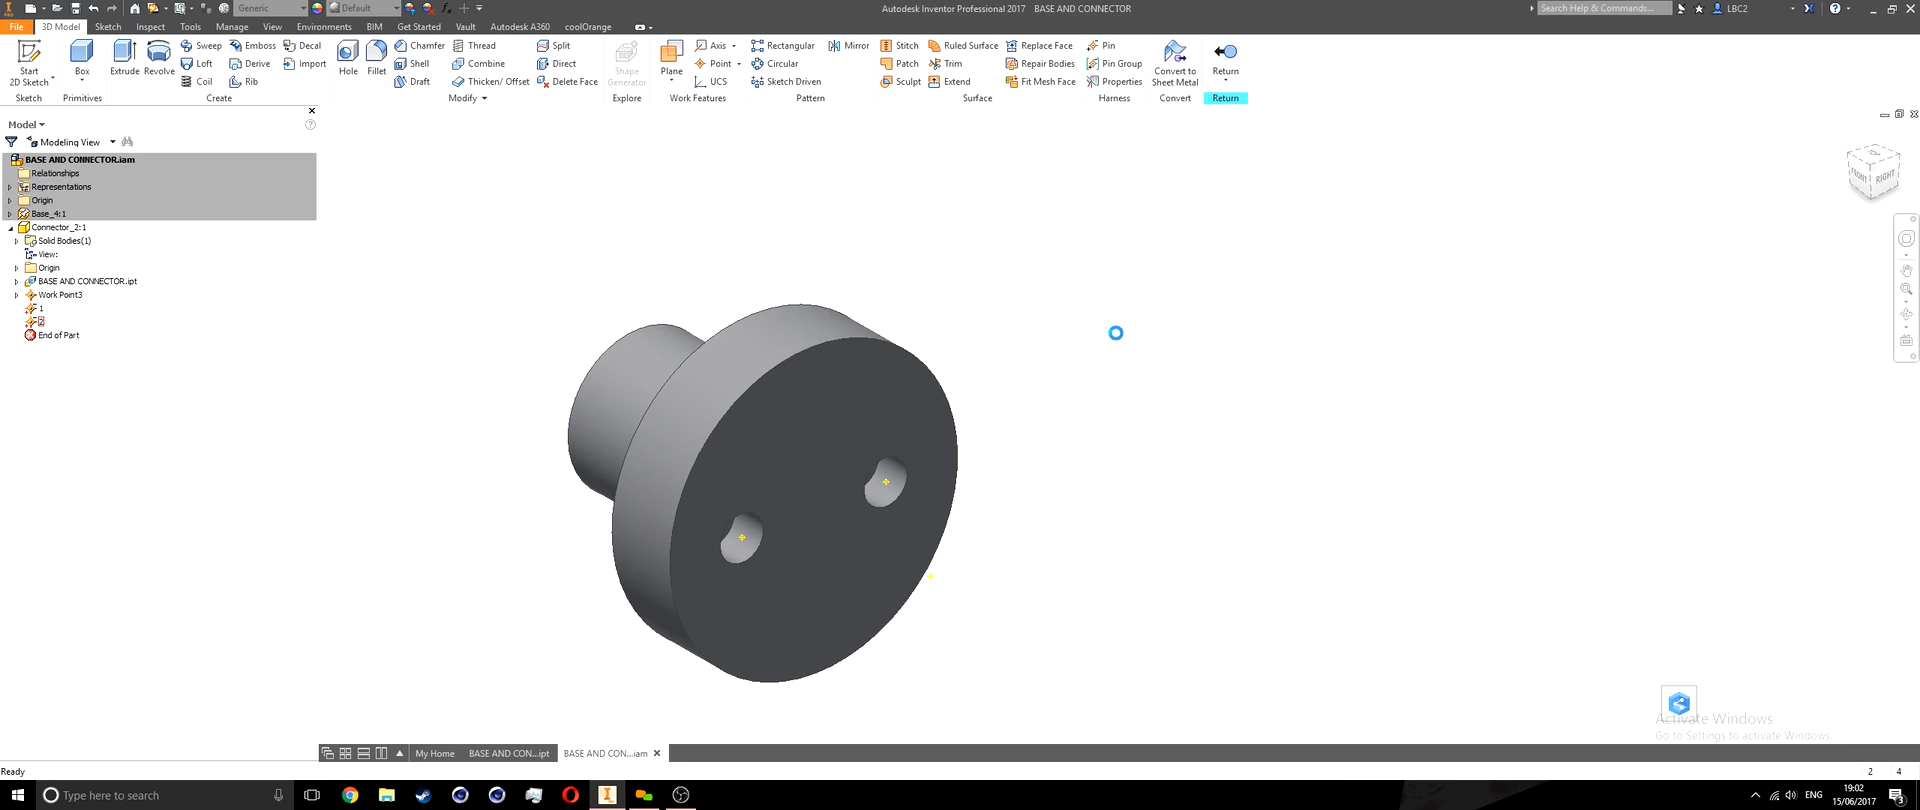 Generic Default Autodesk Inventor Professional 2017 BASE AND CONNECTOR Search Help & Commands... LBC2
File 3D Model Sketch Inspect Tools Manage View Environments BIM Get Started Vault Autodesk A360 coolOrange
Start
2D Sketch
Sketch
Box
Primitives
Extrude Revolve
Sweep Emboss Decal
Loft Derive Import
Coil Rib
Create
Hole Fillet
Chamfer Thread Split
Shell Combine Direct
Draft Thicken/ Offset Delete Face
Modify
Shape
Generator
Explore
Plane
Axis
Point
UCS
Work Features
Rectangular Mirror
Circular
Sketch Driven
Pattern
Stitch Ruled Surface Replace Face
Patch Trim Repair Bodies
Sculpt Extend Fit Mesh Face
Surface
Pin
Pin Group
Properties
Harness
Convert to
Sheet Metal
Convert
Return
Return
Model
Modeling View
BASE AND CONNECTOR.iam
Relationships
Representations
Origin
Base_4:1
Connector_2:1
Solid Bodies(1)
View:
Origin
BASE AND CONNECTOR.ipt
Work Point3
1
2
End of Part
FRONT RIGHT
Activate Windows
Go to Settings to activate Windows.
My Home BASE AND CON...ipt BASE AND CON...iam
Ready 2 4
Type here to search
ENG
19:02
15/06/2017
3